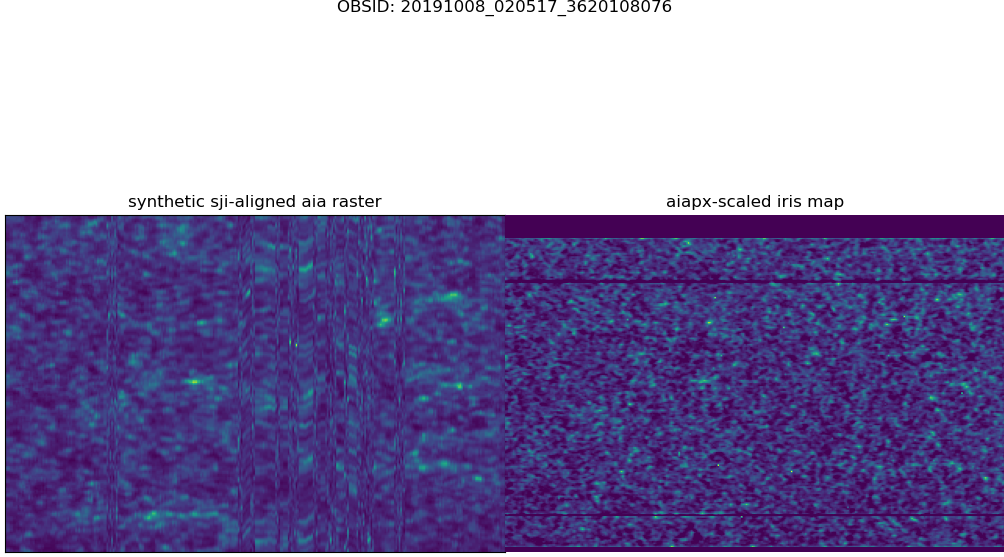 OBSID: 20191008_020517_3620108076
synthetic sji-aligned aia raster
aiapx-scaled iris map